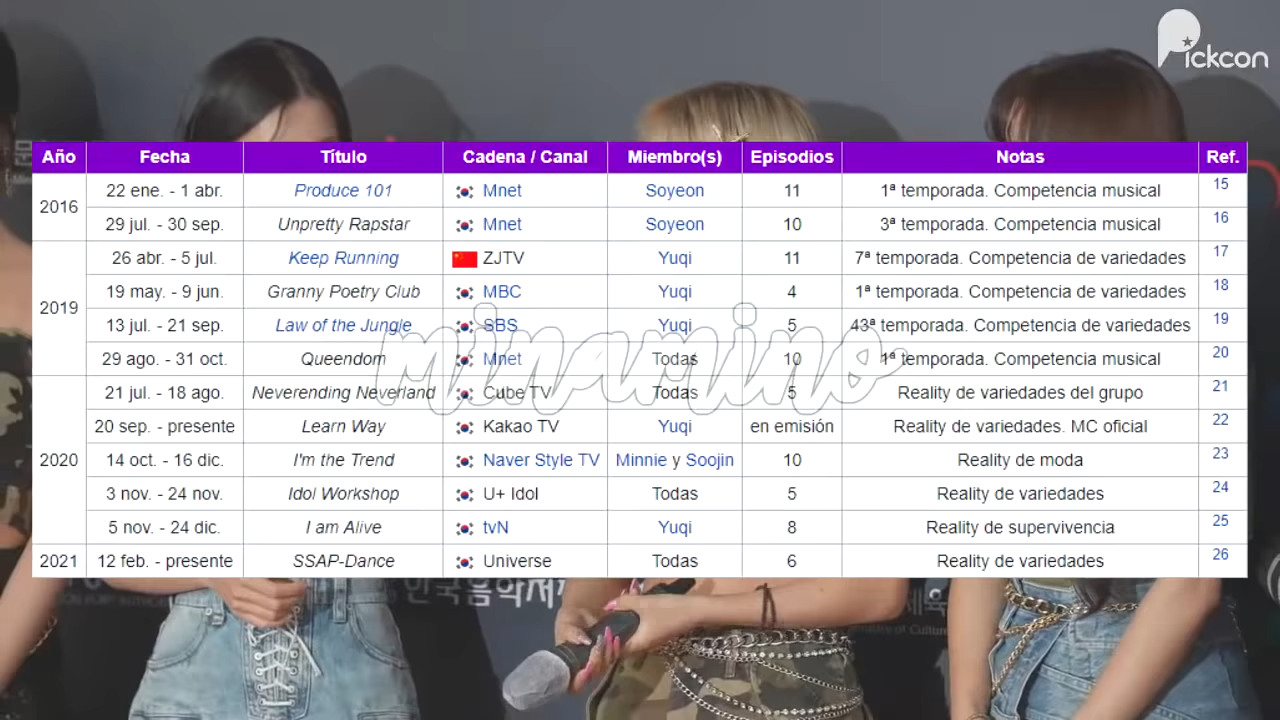 Pickcon
Año Fecha Título Cadena / Canal Miembro(s) Episodios Notas Ref.
2016 22 ene. - 1 abr. Produce 101 Mnet Soyeon 11 1ª temporada. Competencia musical 15
29 jul. - 30 sep. Unpretty Rapstar Mnet Soyeon 10 3ª temporada. Competencia musical 16
2019 26 abr. - 5 jul. Keep Running ZJTV Yuqi 11 7ª temporada. Competencia de variedades 17
19 may. - 9 jun. Granny Poetry Club MBC Yuqi 4 1ª temporada. Competencia de variedades 18
13 jul. - 21 sep. Law of the Jungle SBS Yuqi 5 43ª temporada. Competencia de variedades 19
29 ago. - 31 oct. Queendom Mnet Todas 10 1ª temporada. Competencia musical 20
minamino
2020 21 jul. - 18 ago. Neverending Neverland Cube TV Todas 5 Reality de variedades del grupo 21
20 sep. - presente Learn Way Kakao TV Yuqi en emisión Reality de variedades. MC oficial 22
14 oct. - 16 dic. I'm the Trend Naver Style TV Minnie y Soojin 10 Reality de moda 23
3 nov. - 24 nov. Idol Workshop U+ Idol Todas 5 Reality de variedades 24
5 nov. - 24 dic. I am Alive tvN Yuqi 8 Reality de supervivencia 25
2021 12 feb. - presente SSAP-Dance Universe Todas 6 Reality de variedades 26